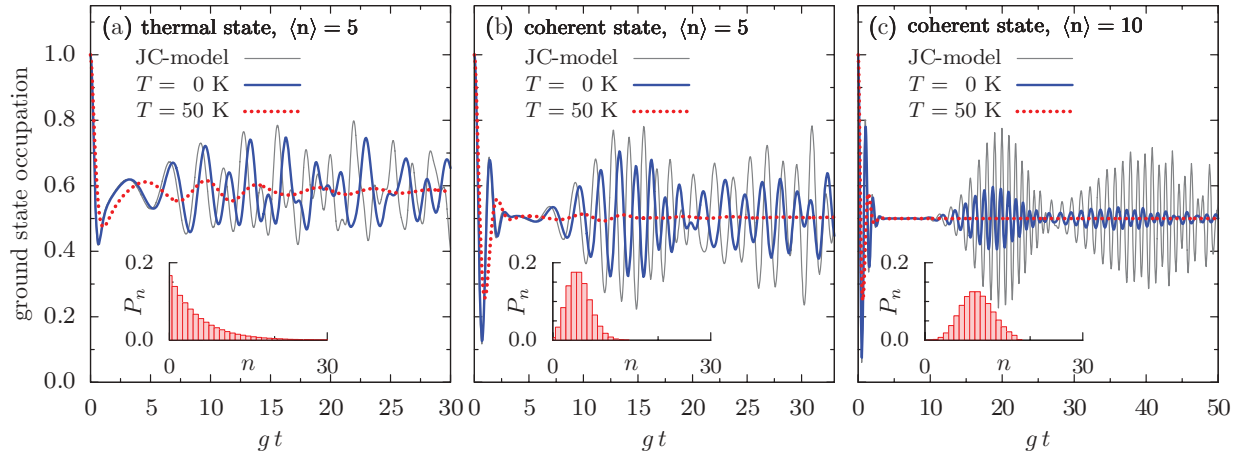 (a) thermal state, ⟨n⟩ = 5
JC-model
T = 0 K
T = 50 K
ground state occupation
1.0
0.8
0.6
0.4
0.2
0.0
0.2
P_n
0.0
0 n 30
0 5 10 15 20 25 30
g t
(b) coherent state, ⟨n⟩ = 5
JC-model
T = 0 K
T = 50 K
0.2
P_n
0.0
0 n 30
0 10 20 30
g t
(c) coherent state, ⟨n⟩ = 10
JC-model
T = 0 K
T = 50 K
0.2
P_n
0.0
0 n 30
0 10 20 30 40 50
g t